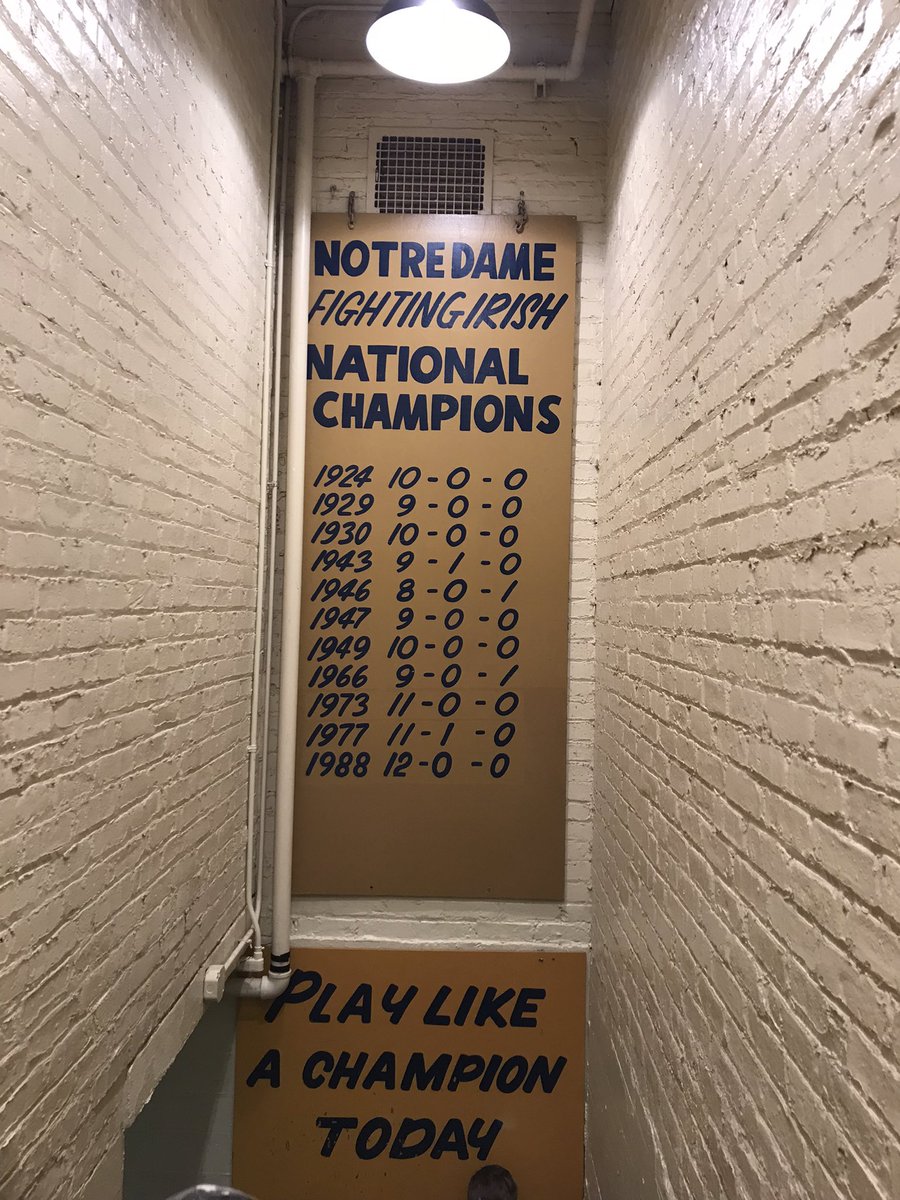 NOTRE DAME
FIGHTING IRISH
NATIONAL
CHAMPIONS
1924 10-0-0
1929 9-0-0
1930 10-0-0
1943 9-1-0
1946 8-0-1
1947 9-0-0
1949 10-0-0
1966 9-0-1
1973 11-0-0
1977 11-1-0
1988 12-0-0
PLAY LIKE
A CHAMPION
TODAY